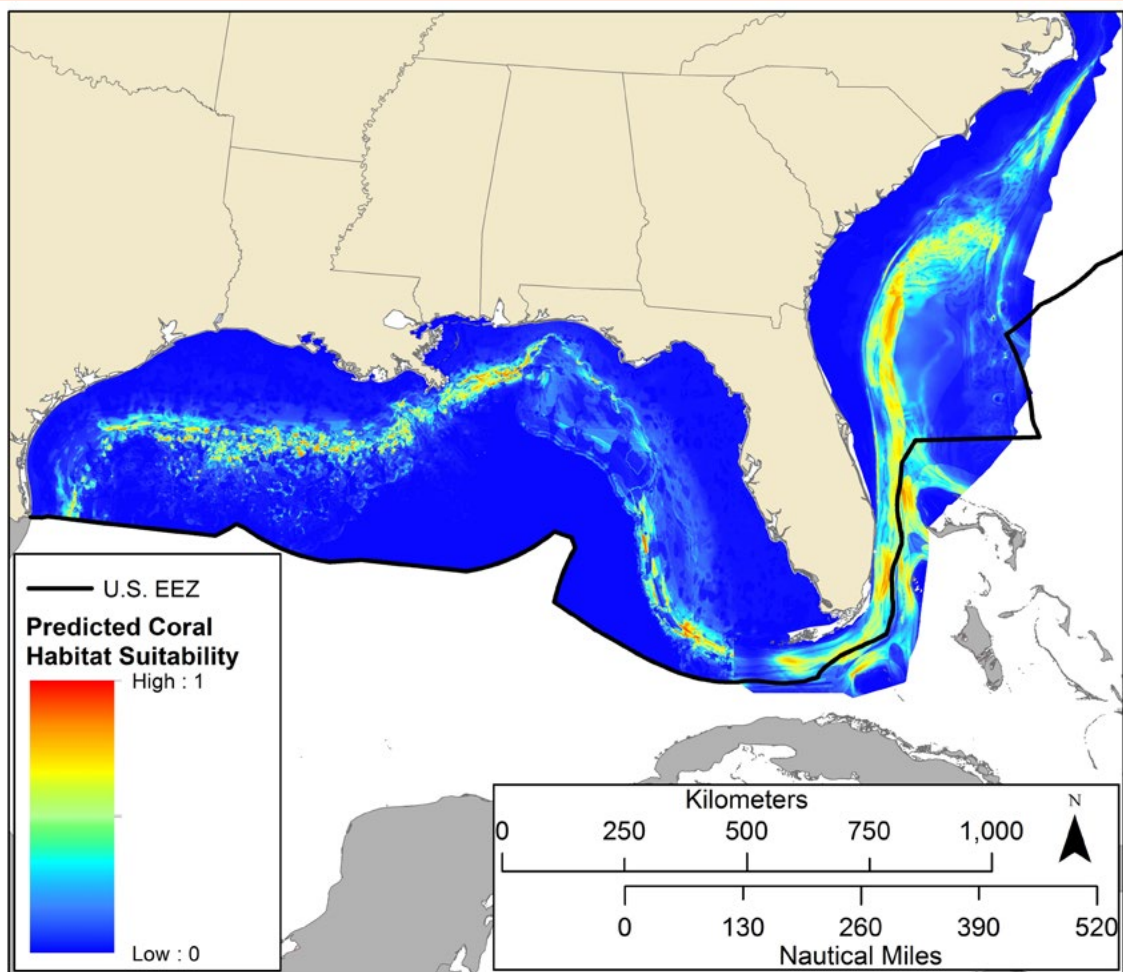 U.S. EEZ
Predicted Coral
Habitat Suitability
High : 1
Low : 0
Kilometers
0 250 500 750 1,000
N
0 130 260 390 520
Nautical Miles